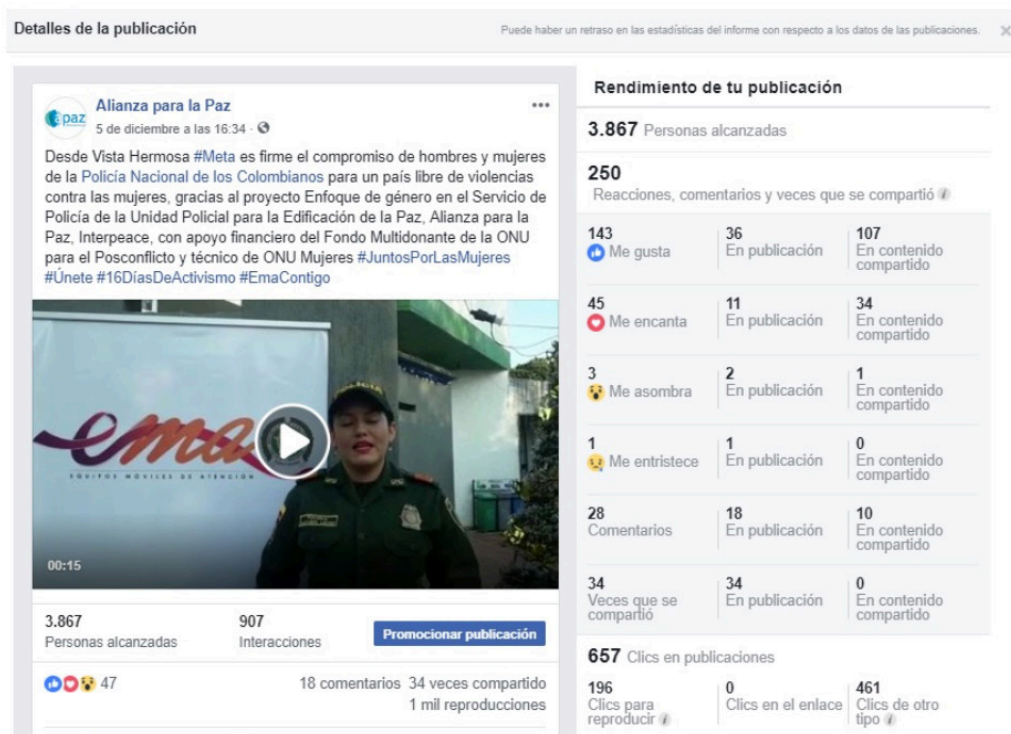 Detalles de la publicación
Puede haber un retraso en las estadísticas del informe con respecto a los datos de las publicaciones.
apaz
Alianza para la Paz
5 de diciembre a las 16:34 ·
Desde Vista Hermosa #Meta es firme el compromiso de hombres y mujeres
de la Policía Nacional de los Colombianos para un país libre de violencias
contra las mujeres, gracias al proyecto Enfoque de género en el Servicio de
Policía de la Unidad Policial para la Edificación de la Paz, Alianza para la
Paz, Interpeace, con apoyo financiero del Fondo Multidonante de la ONU
para el Posconflicto y técnico de ONU Mujeres #JuntosPorLasMujeres
#Únete #16DíasDeActivismo #EmaContigo
ema
EQUIPOS MÓVILES DE ATENCIÓN
POLICIA
00:15
3.867
Personas alcanzadas
907
Interacciones
Promocionar publicación
47
18 comentarios 34 veces compartido
1 mil reproducciones
Rendimiento de tu publicación
3.867 Personas alcanzadas
250
Reacciones, comentarios y veces que se compartió
143
Me gusta
36
En publicación
107
En contenido
compartido
45
Me encanta
11
En publicación
34
En contenido
compartido
3
Me asombra
2
En publicación
1
En contenido
compartido
1
Me entristece
1
En publicación
0
En contenido
compartido
28
Comentarios
18
En publicación
10
En contenido
compartido
34
Veces que se
compartió
34
En publicación
0
En contenido
compartido
657 Clics en publicaciones
196
Clics para
reproducir
0
Clics en el enlace
461
Clics de otro
tipo